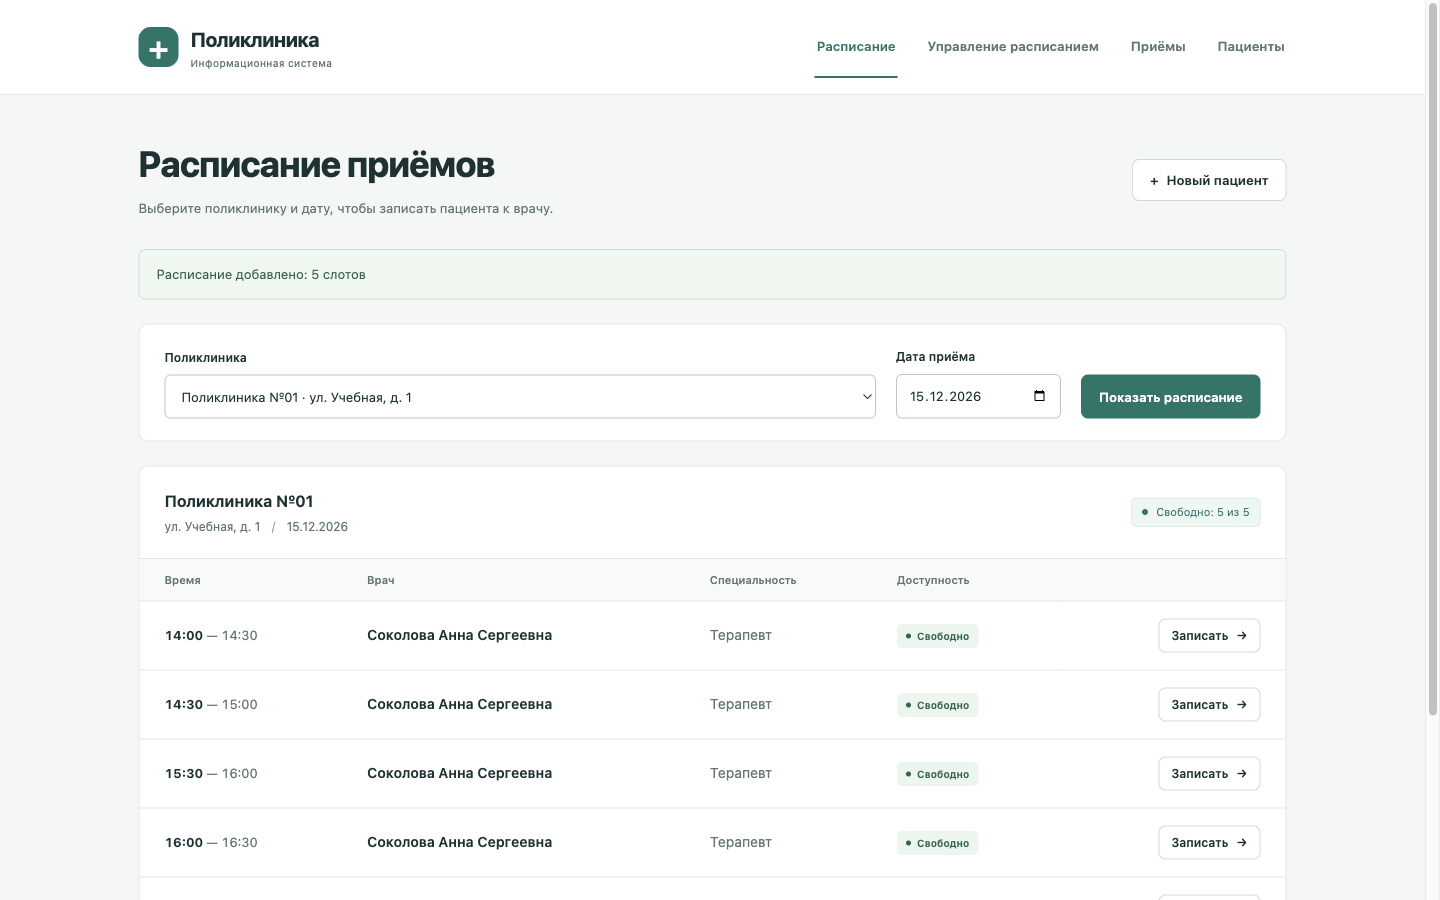 Поликлиника
Информационная система
Расписание Управление расписанием Приёмы Пациенты
Расписание приёмов
Выберите поликлинику и дату, чтобы записать пациента к врачу.
+ Новый пациент
Расписание добавлено: 5 слотов
Поликлиника
Дата приёма
Поликлиника №01 · ул. Учебная, д. 1
15.12.2026
Показать расписание
Поликлиника №01
ул. Учебная, д. 1 / 15.12.2026
Свободно: 5 из 5
Время Врач Специальность Доступность
14:00 — 14:30 Соколова Анна Сергеевна Терапевт Свободно Записать →
14:30 — 15:00 Соколова Анна Сергеевна Терапевт Свободно Записать →
15:30 — 16:00 Соколова Анна Сергеевна Терапевт Свободно Записать →
16:00 — 16:30 Соколова Анна Сергеевна Терапевт Свободно Записать →